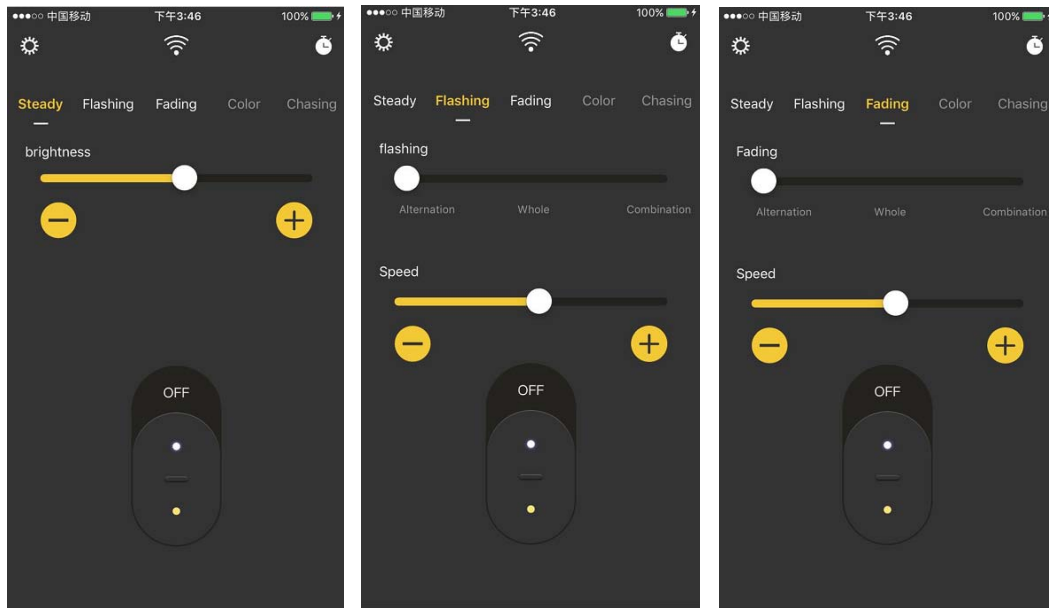 中国移动 下午3:46 100%
Steady Flashing Fading Color Chasing
brightness
OFF
中国移动 下午3:46 100%
Steady Flashing Fading Color Chasing
flashing
Alternation Whole Combination
Speed
OFF
中国移动 下午3:46 100%
Steady Flashing Fading Color Chasing
Fading
Alternation Whole Combination
Speed
OFF